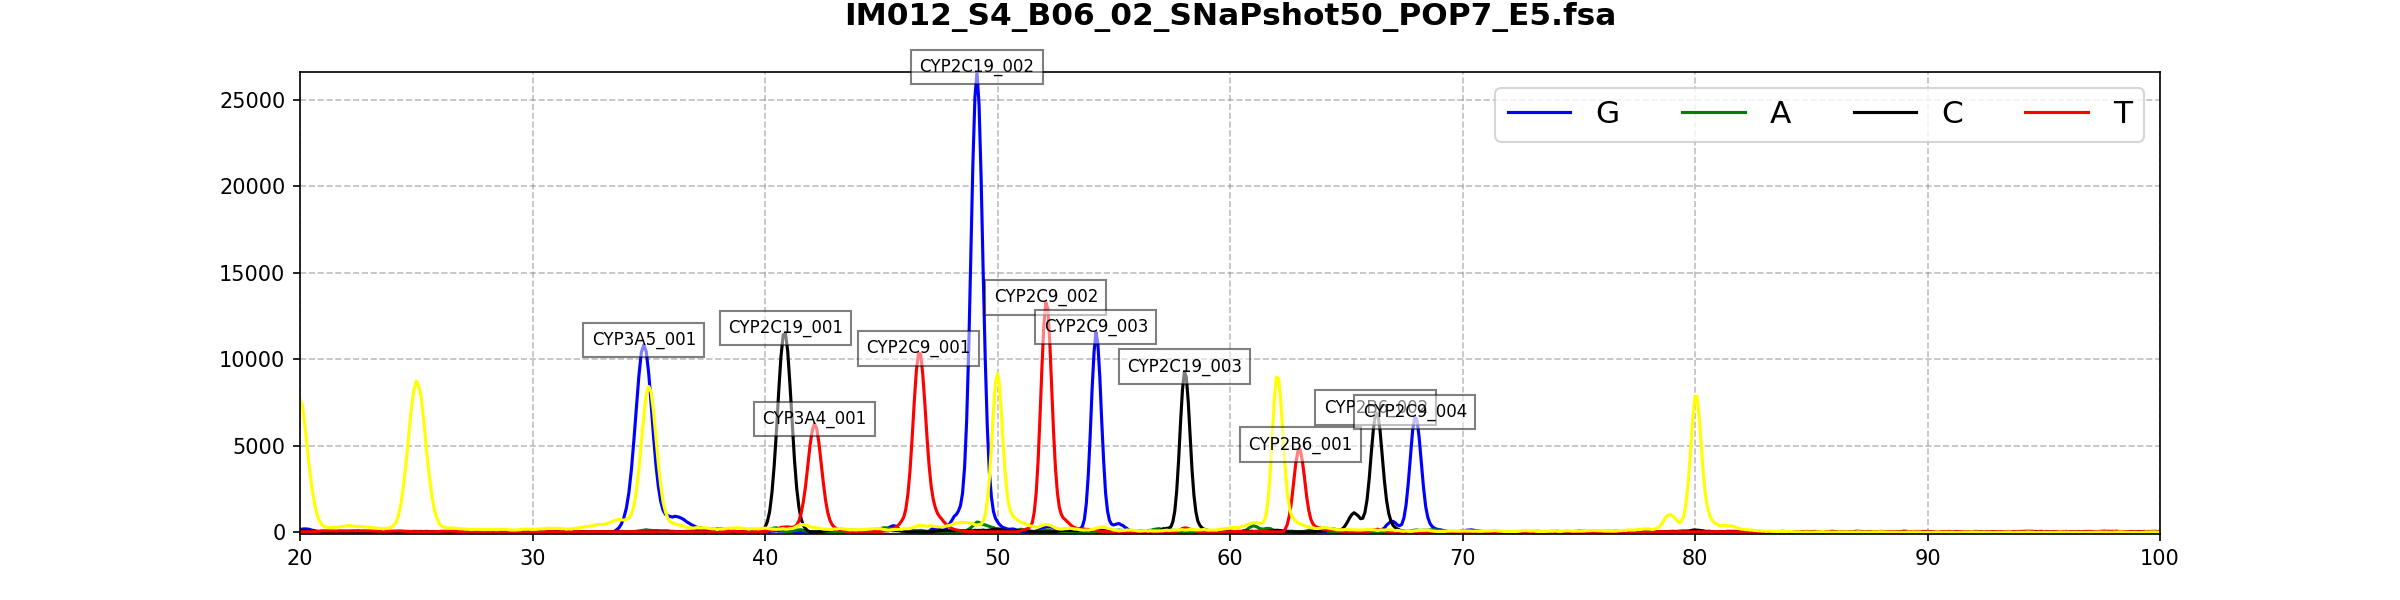 IM012_S4_B06_02_SNaPshot50_POP7_E5.fsa
CYP2C19_002
G A C T
25000
20000
15000
10000
5000
0
CYP2C9_002
CYP3A5_001
CYP2C19_001
CYP2C9_001
CYP2C9_003
CYP2C19_003
CYP3A4_001
CYP2B6_002
CYP2C9_004
CYP2B6_001
20 30 40 50 60 70 80 90 100